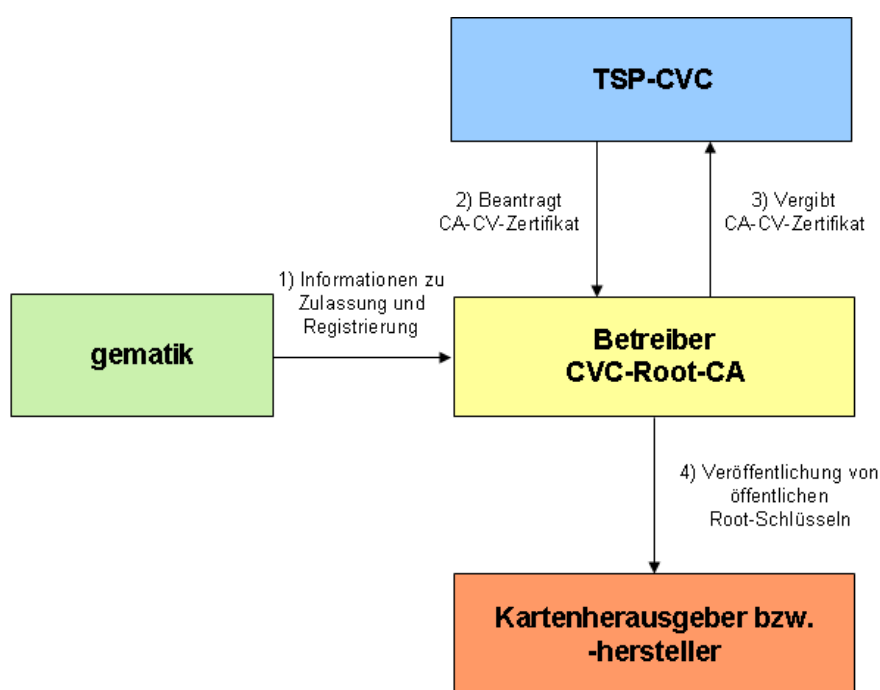 TSP-CVC
2) Beantragt
CA-CV-Zertifikat
3) Vergibt
CA-CV-Zertifikat
1) Informationen zu
Zulassung und
Registrierung
gematik
Betreiber
CVC-Root-CA
4) Veröffentlichung von
öffentlichen
Root-Schlüsseln
Kartenherausgeber bzw.
-hersteller